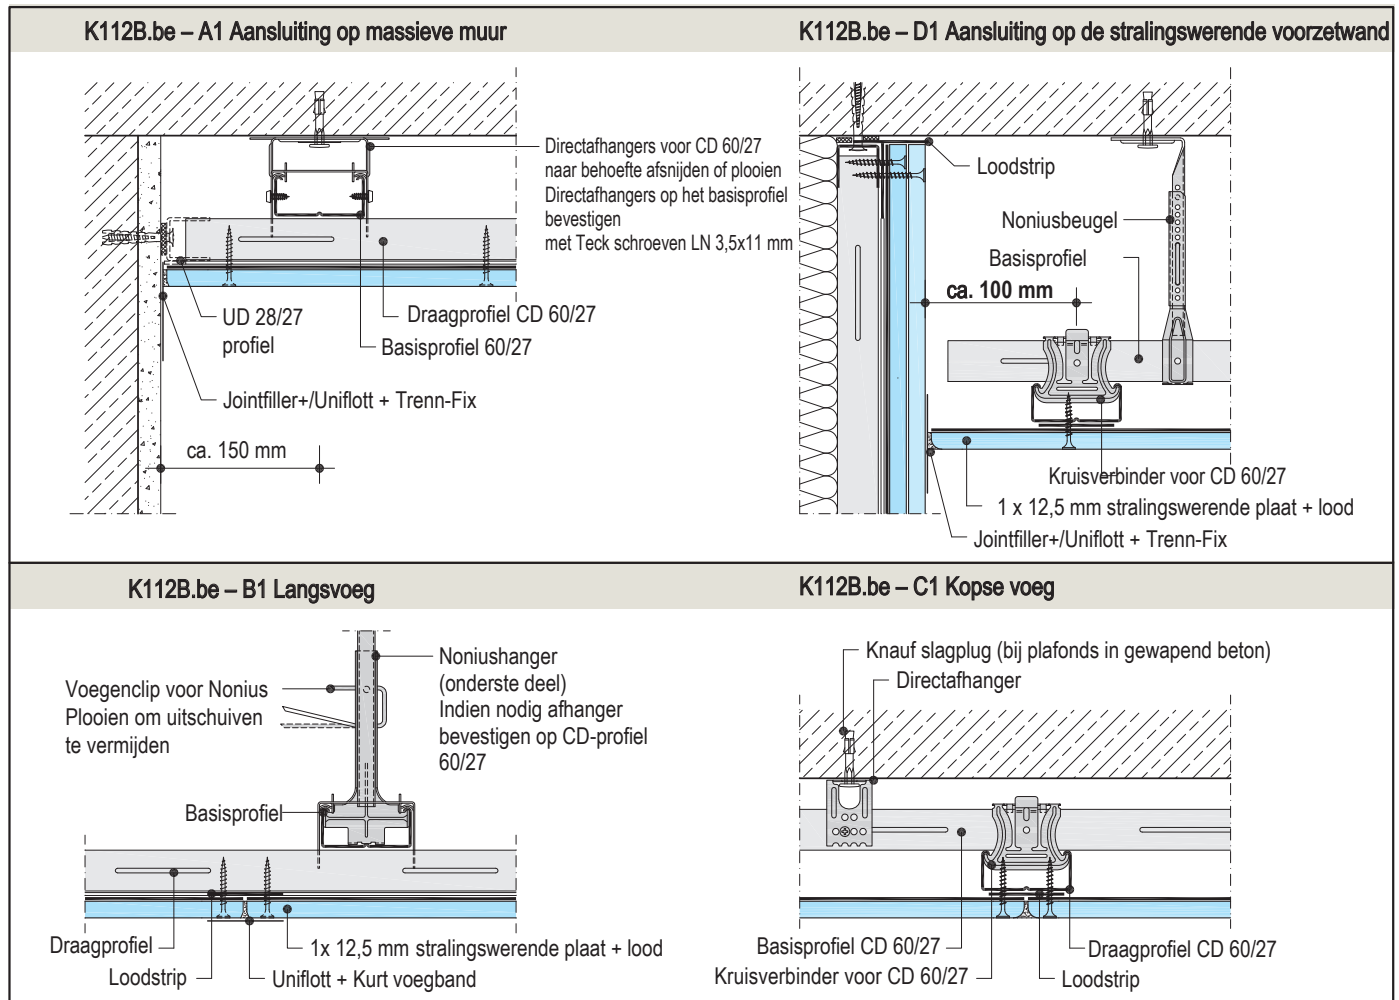 K112B.be – A1 Aansluiting op massieve muur
Directafhangers voor CD 60/27
naar behoefte afsnijden of plooien
Directafhangers op het basisprofiel
bevestigen
met Teck schroeven LN 3,5x11 mm
UD 28/27
profiel
Draagprofiel CD 60/27
Basisprofiel 60/27
Jointfiller+/Uniflott + Trenn-Fix
ca. 150 mm
K112B.be – D1 Aansluiting op de stralingswerende voorzetwand
Loodstrip
Noniusbeugel
Basisprofiel
ca. 100 mm
Kruisverbinder voor CD 60/27
1 x 12,5 mm stralingswerende plaat + lood
Jointfiller+/Uniflott + Trenn-Fix
K112B.be – B1 Langsvoeg
Noniushanger
(onderste deel)
Indien nodig afhanger
bevestigen op CD-profiel
60/27
Voegenclip voor Nonius
Plooien om uitschuiven
te vermijden
Basisprofiel
Draagprofiel
1x 12,5 mm stralingswerende plaat + lood
Loodstrip
Uniflott + Kurt voegband
K112B.be – C1 Kopse voeg
Knauf slagplug (bij plafonds in gewapend beton)
Directafhanger
Basisprofiel CD 60/27
Draagprofiel CD 60/27
Kruisverbinder voor CD 60/27
Loodstrip